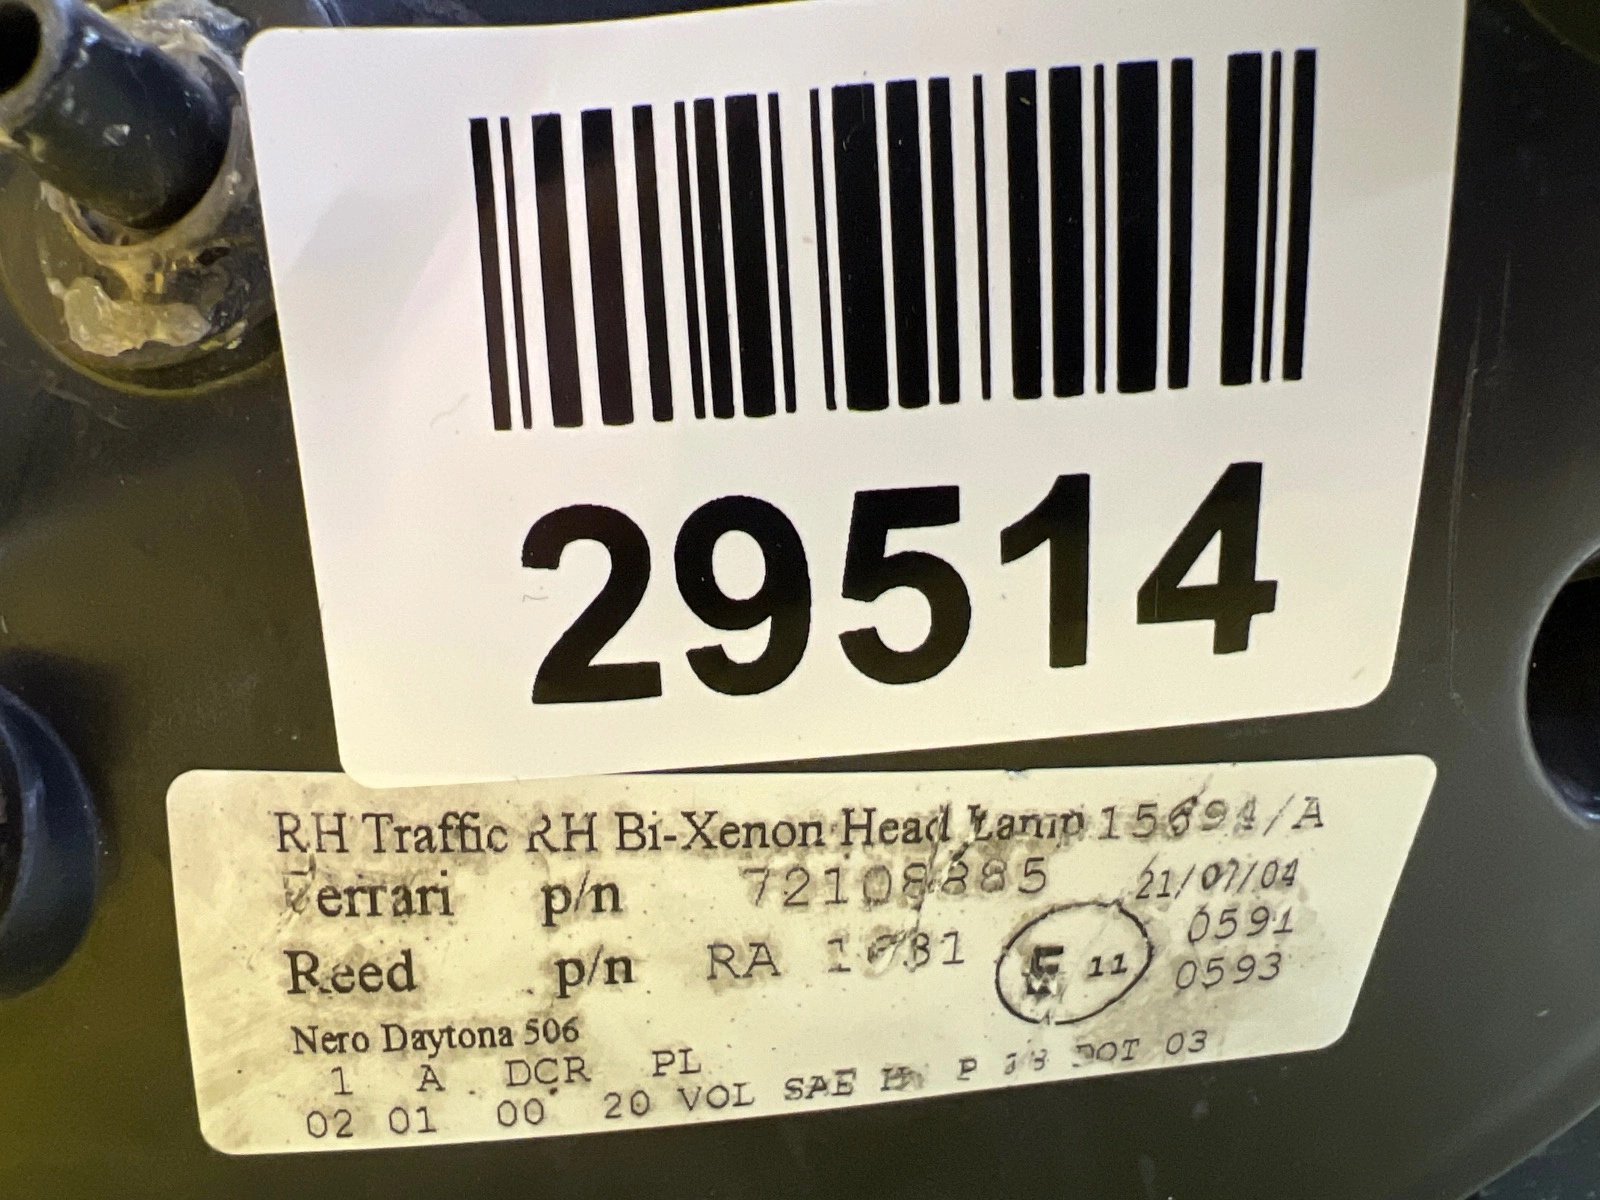 29514
RH Traffic RH Bi-Xenon Head Lamp 15694/A
Ferrari p/n 72108885 21/07/04
Reed p/n RA E 11 0591
0593
Nero Daytona 506
1 A DCR PL
02 01 00 20 VOL SAE P DOT 03